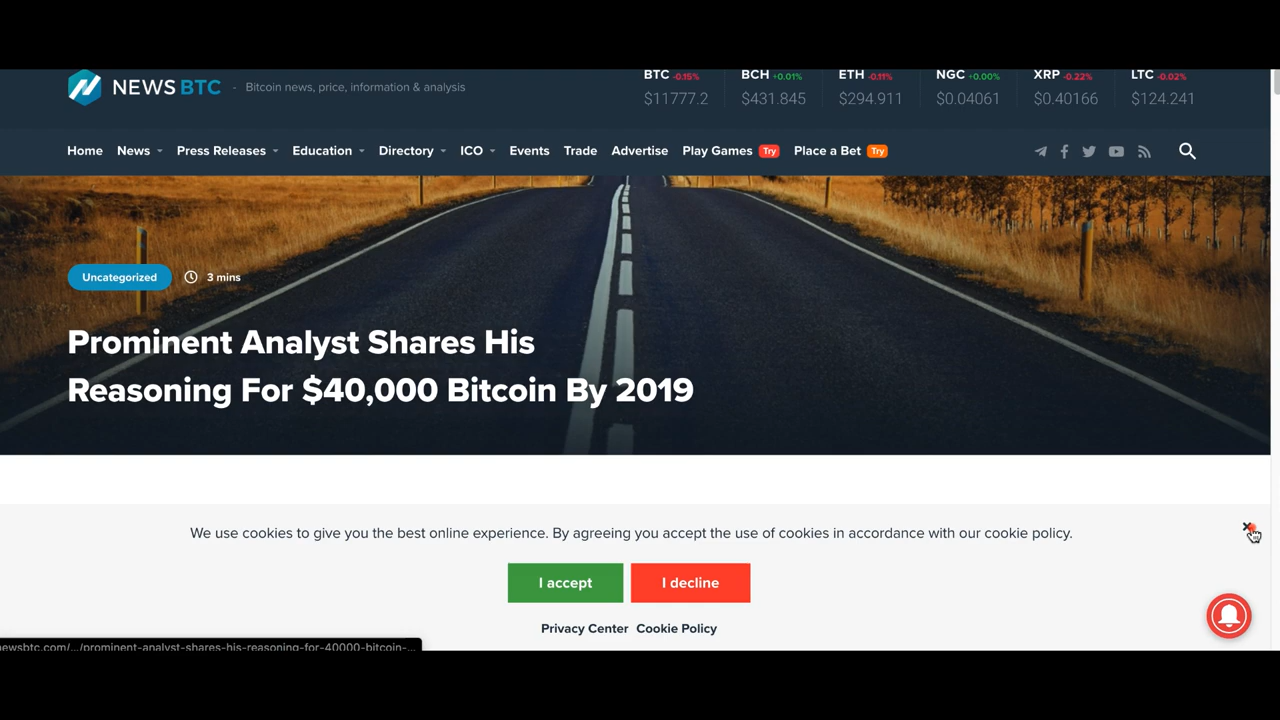 NEWS BTC - Bitcoin news, price, information & analysis
BTC -0.15% BCH +0.01% ETH -0.11% NGC +0.00% XRP -0.22% LTC -0.02%
$11777.2 $431.845 $294.911 $0.04061 $0.40166 $124.241
Home News Press Releases Education Directory ICO Events Trade Advertise Play Games Try Place a Bet Try
Uncategorized 3 mins
Prominent Analyst Shares His
Reasoning For $40,000 Bitcoin By 2019
We use cookies to give you the best online experience. By agreeing you accept the use of cookies in accordance with our cookie policy.
I accept I decline
Privacy Center Cookie Policy
newsbtc.com/.../prominent-analyst-shares-his-reasoning-for-40000-bitcoin-...